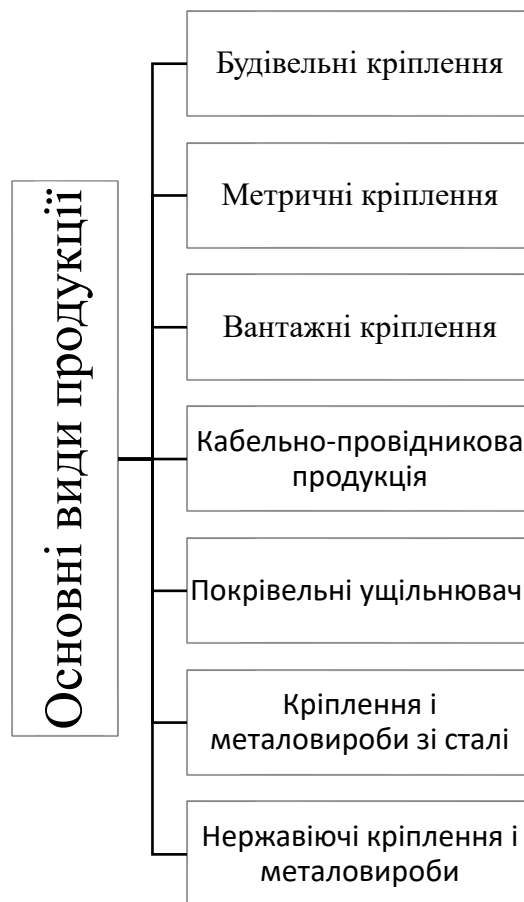 Основні види продукції
Будівельні кріплення
Метричні кріплення
Вантажні кріплення
Кабельно-провідникова
продукція
Покрівельні ущільнювач
Кріплення і
металовироби зі сталі
Нержавіючі кріплення і
металовироби